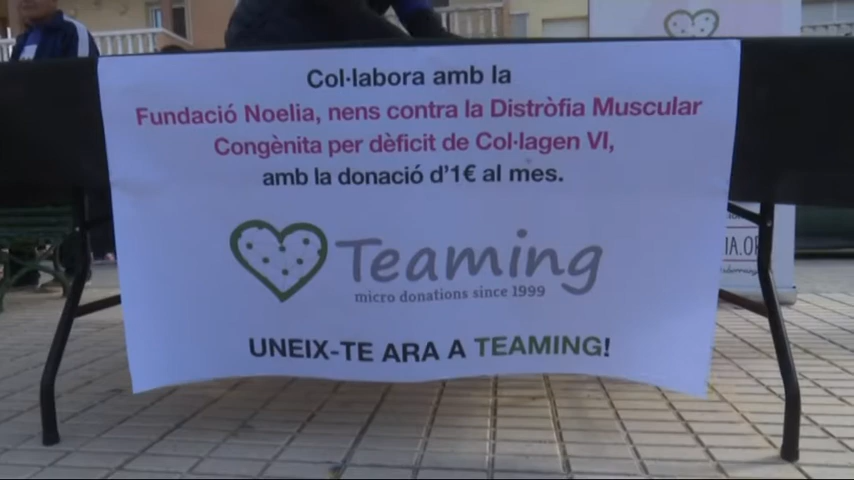 Col·labora amb la
Fundació Noelia, nens contra la Distròfia Muscular
Congènita per dèficit de Col·lagen VI,
amb la donació d'1€ al mes.
Teaming
micro donations since 1999
UNEIX-TE ARA A TEAMING!